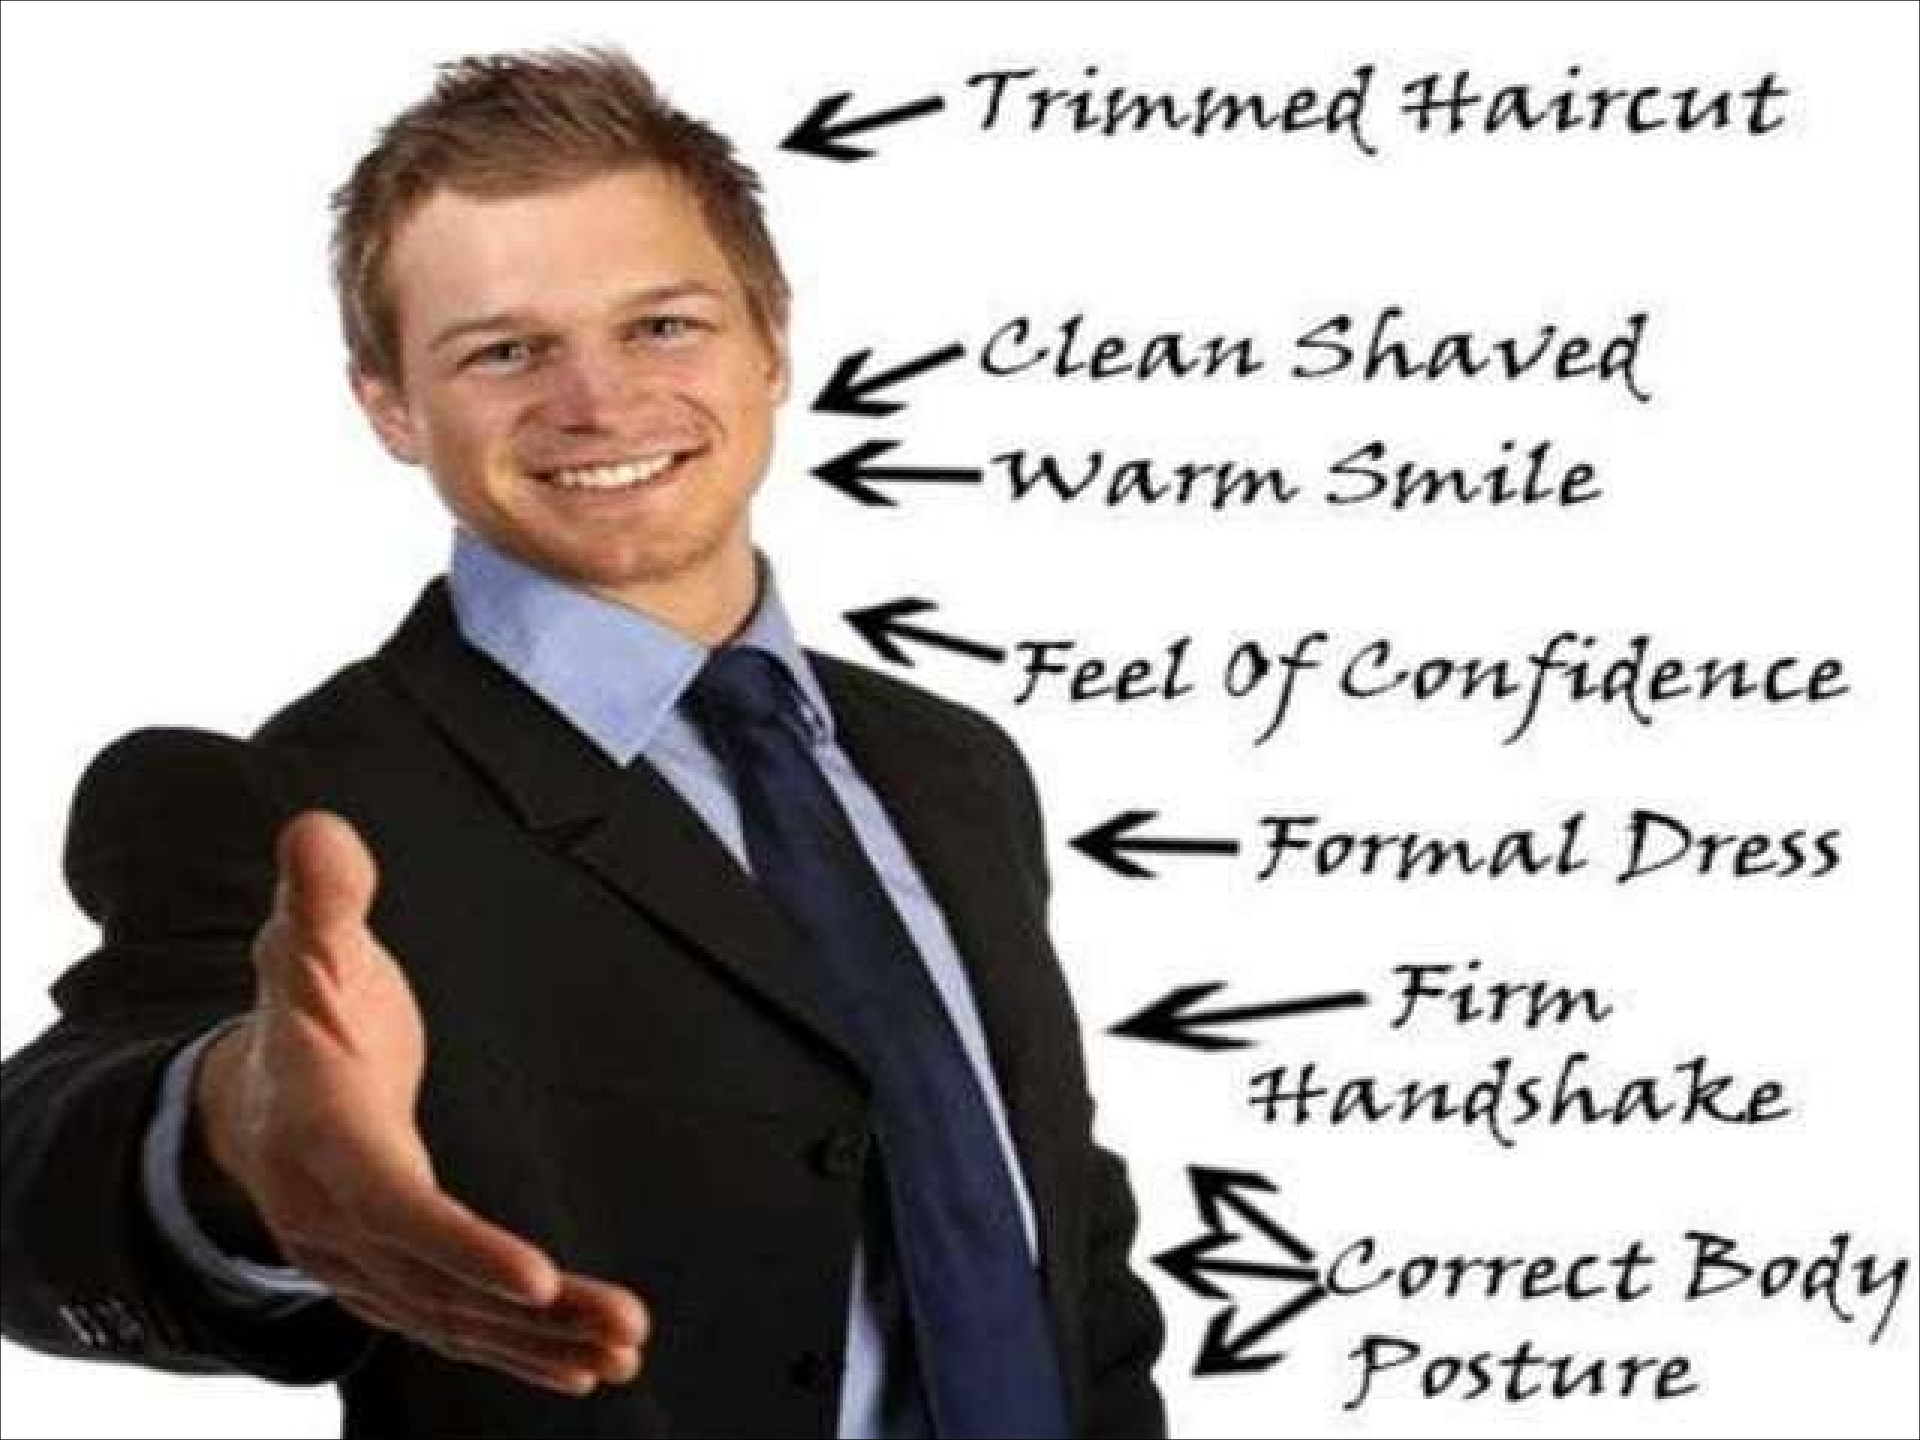 Trimmed Haircut
Clean Shaved
Warm Smile
Feel Of Confidence
Formal Dress
Firm
Handshake
Correct Body
Posture